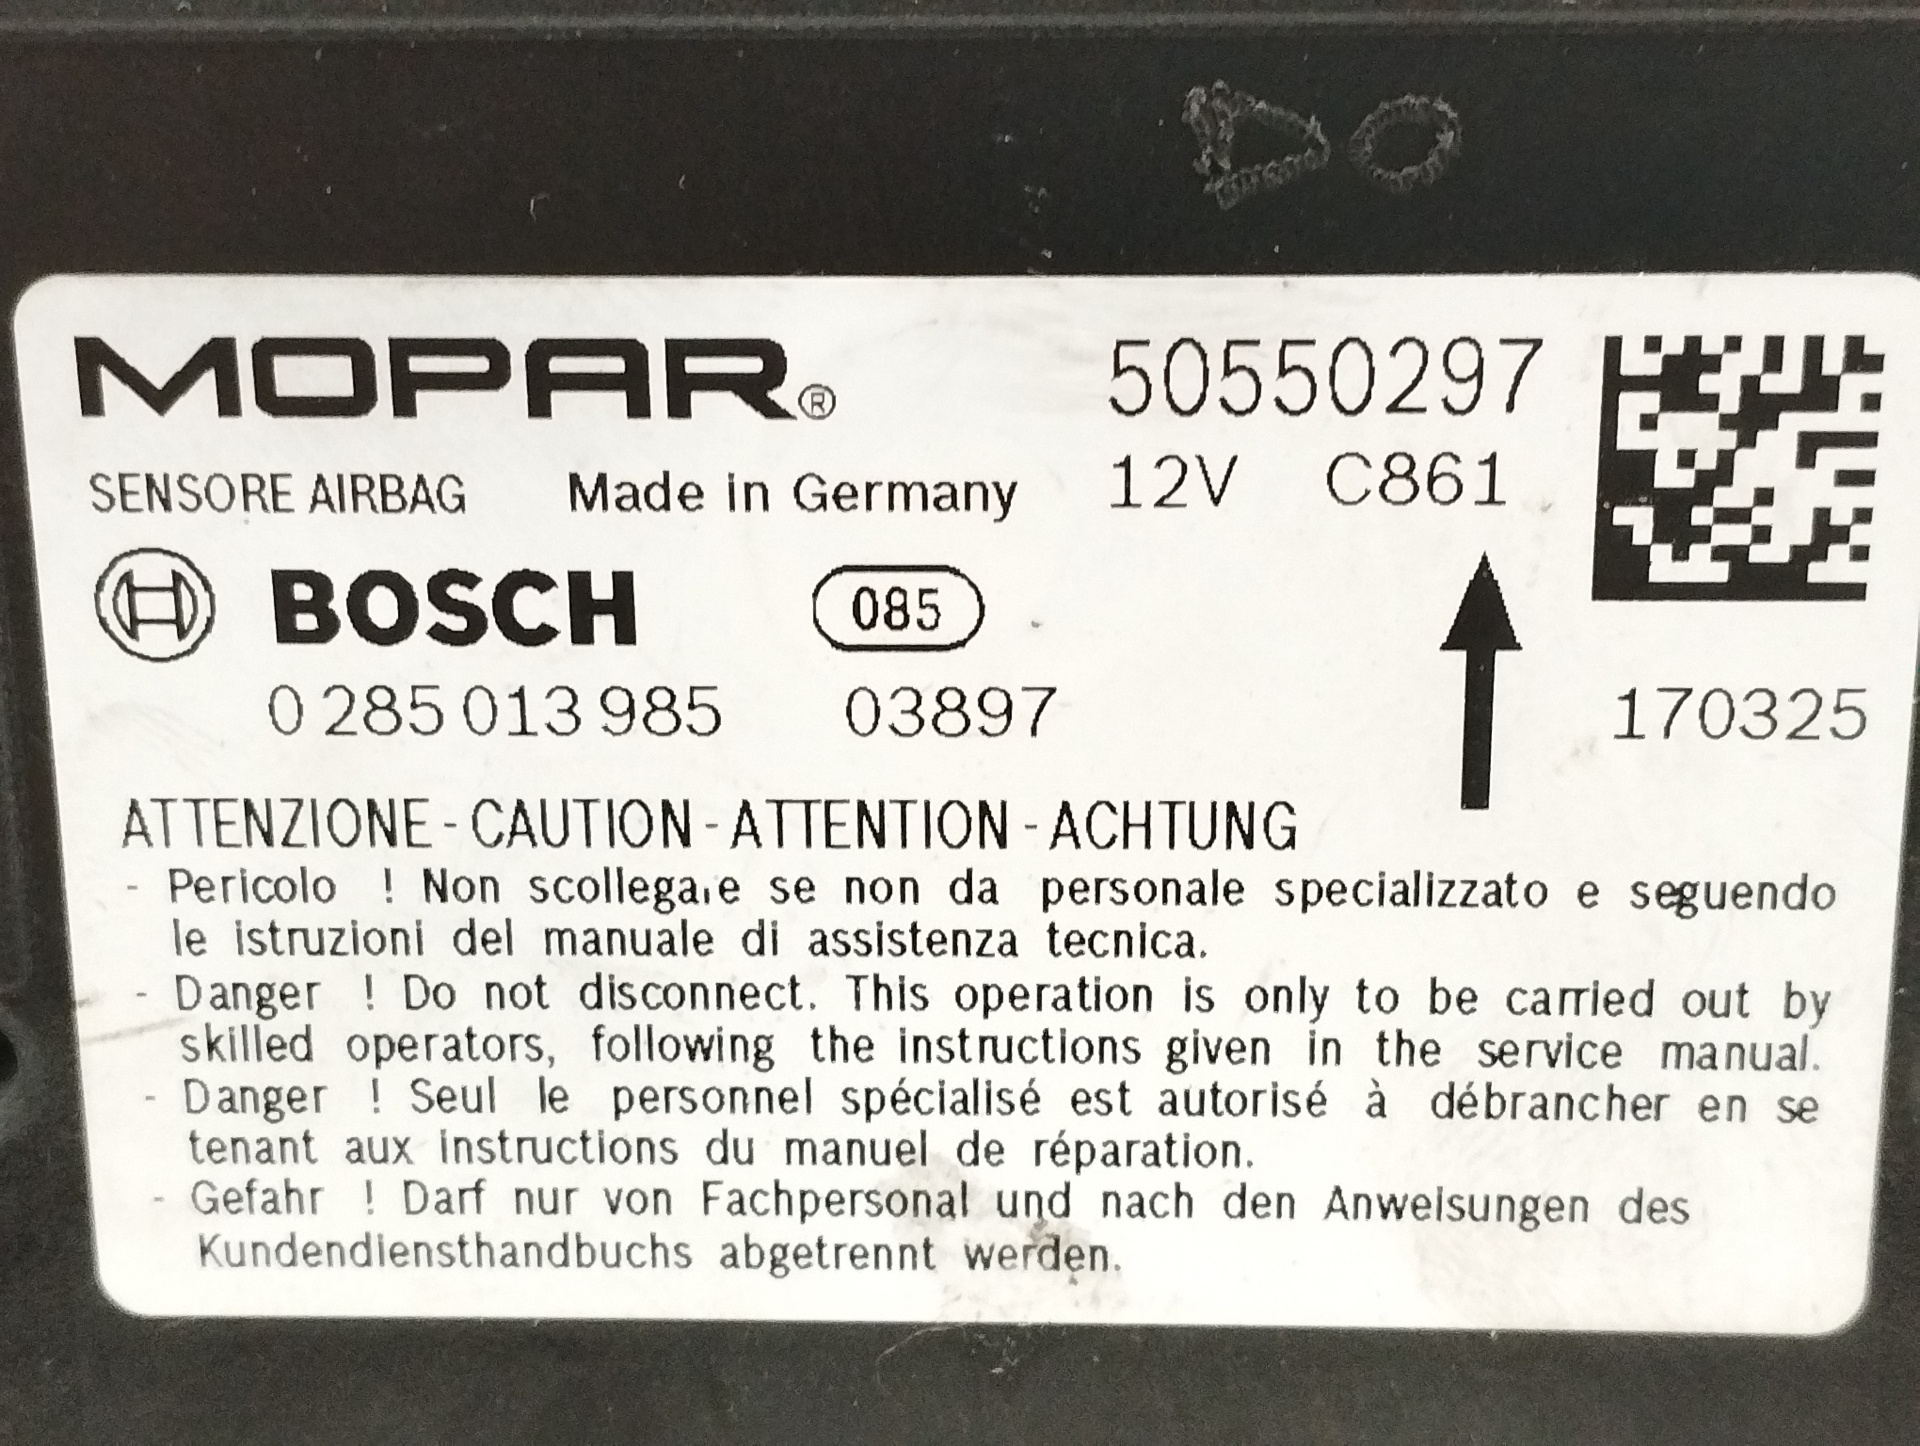 DO
MOPAR® 50550297
SENSORE AIRBAG Made in Germany 12V C861
BOSCH 085
0 285 013 985 03897 170325
ATTENZIONE - CAUTION - ATTENTION - ACHTUNG
- Pericolo ! Non scollegare se non da personale specializzato e seguendo
le istruzioni del manuale di assistenza tecnica.
- Danger ! Do not disconnect. This operation is only to be carried out by
skilled operators, following the instructions given in the service manual.
- Danger ! Seul le personnel spécialisé est autorisé à débrancher en se
tenant aux instructions du manuel de réparation.
- Gefahr ! Darf nur von Fachpersonal und nach den Anweisungen des
Kundendiensthandbuchs abgetrennt werden.